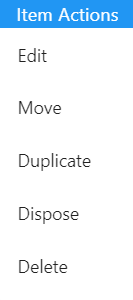 Item Actions
Edit
Move
Duplicate
Dispose
Delete